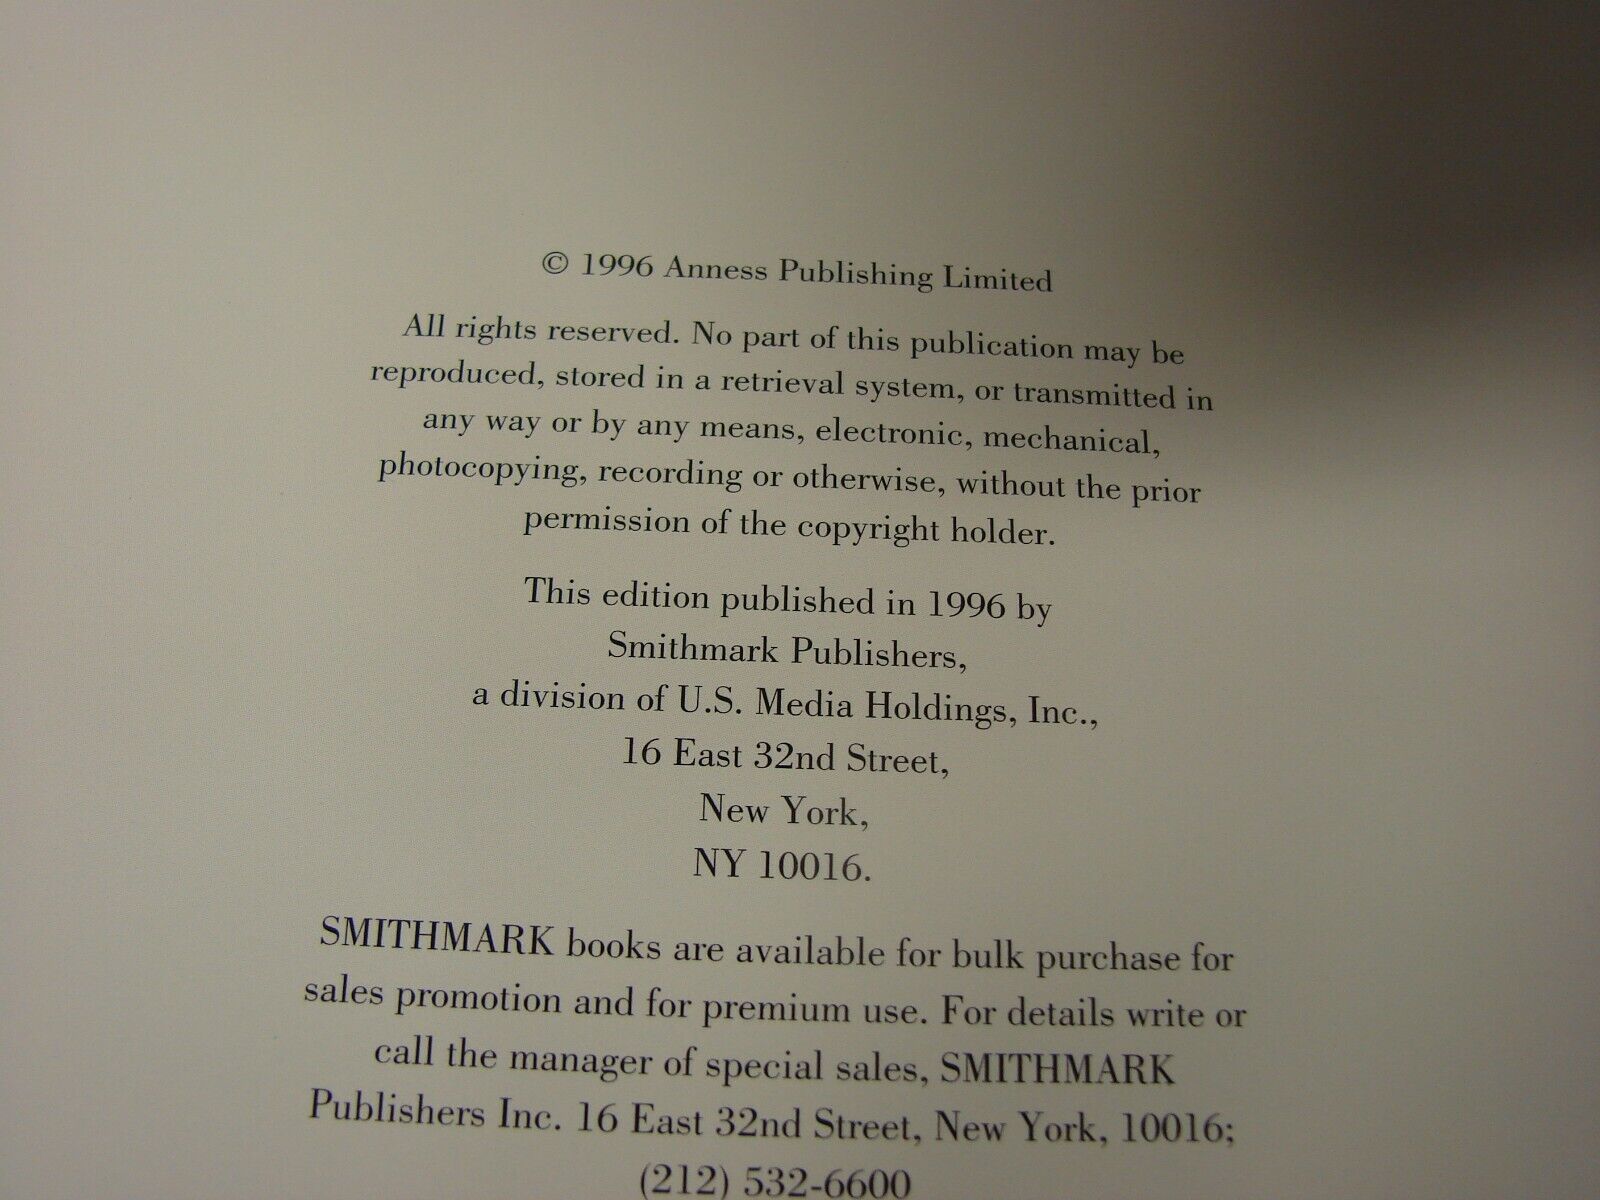 © 1996 Anness Publishing Limited
All rights reserved. No part of this publication may be
reproduced, stored in a retrieval system, or transmitted in
any way or by any means, electronic, mechanical,
photocopying, recording or otherwise, without the prior
permission of the copyright holder.
This edition published in 1996 by
Smithmark Publishers,
a division of U.S. Media Holdings, Inc.,
16 East 32nd Street,
New York,
NY 10016.
SMITHMARK books are available for bulk purchase for
sales promotion and for premium use. For details write or
call the manager of special sales, SMITHMARK
Publishers Inc. 16 East 32nd Street, New York, 10016;
(212) 532-6600